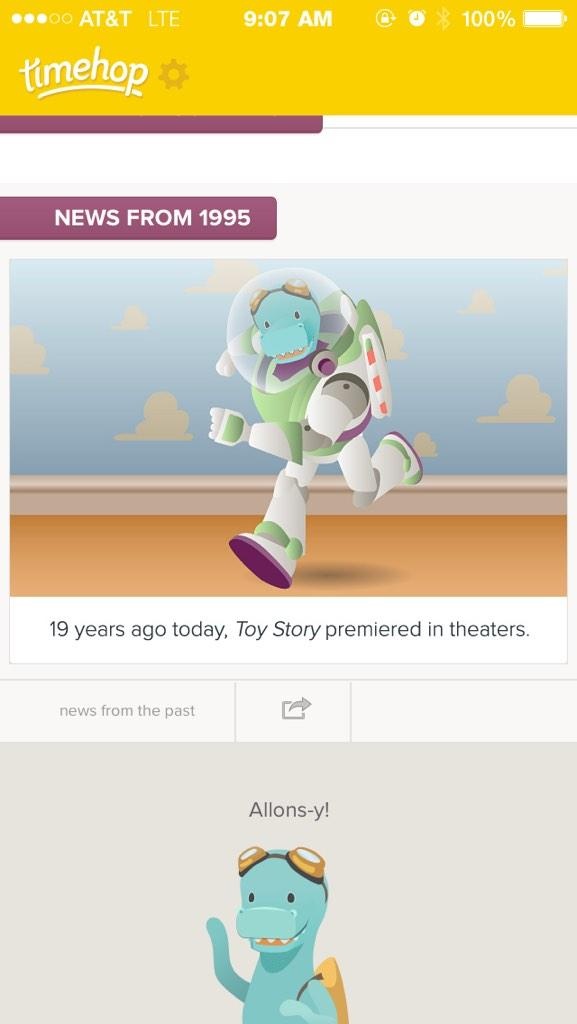 AT&T LTE 9:07 AM 100%
timehop
NEWS FROM 1995
19 years ago today, Toy Story premiered in theaters.
news from the past
Allons-y!